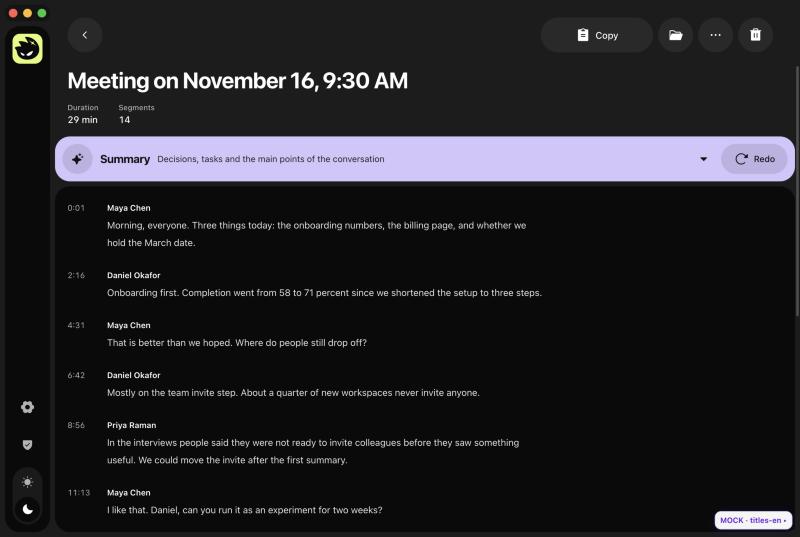 Copy
Meeting on November 16, 9:30 AM
Duration
29 min
Segments
14
Summary Decisions, tasks and the main points of the conversation
Redo
0:01 Maya Chen
Morning, everyone. Three things today: the onboarding numbers, the billing page, and whether we
hold the March date.
2:16 Daniel Okafor
Onboarding first. Completion went from 58 to 71 percent since we shortened the setup to three steps.
4:31 Maya Chen
That is better than we hoped. Where do people still drop off?
6:42 Daniel Okafor
Mostly on the team invite step. About a quarter of new workspaces never invite anyone.
8:56 Priya Raman
In the interviews people said they were not ready to invite colleagues before they saw something
useful. We could move the invite after the first summary.
11:13 Maya Chen
I like that. Daniel, can you run it as an experiment for two weeks?
MOCK · titles-en •